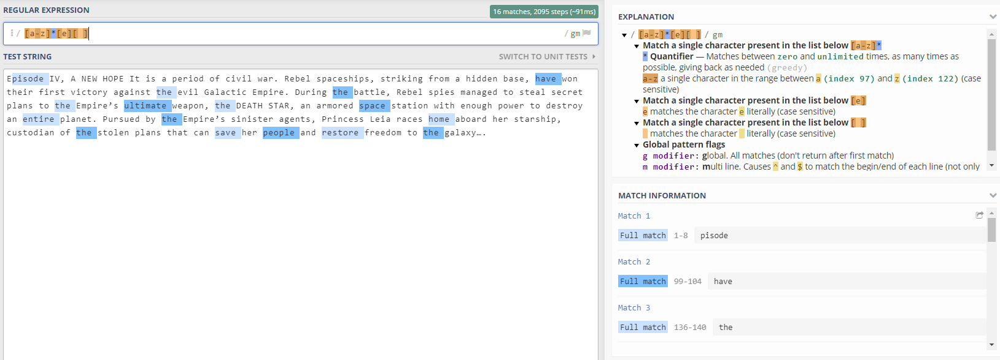 REGULAR EXPRESSION
16 matches, 2095 steps (~91ms)
/ [a-z]*[e][ ] / gm
TEST STRING
SWITCH TO UNIT TESTS
Episode IV, A NEW HOPE It is a period of civil war. Rebel spaceships, striking from a hidden base, have won
their first victory against the evil Galactic Empire. During the battle, Rebel spies managed to steal secret
plans to the Empire’s ultimate weapon, the DEATH STAR, an armored space station with enough power to destroy
an entire planet. Pursued by the Empire’s sinister agents, Princess Leia races home aboard her starship,
custodian of the stolen plans that can save her people and restore freedom to the galaxy….
EXPLANATION
/ [a-z]*[e][ ] / gm
Match a single character present in the list below [a-z]*
* Quantifier — Matches between zero and unlimited times, as many times as
possible, giving back as needed (greedy)
a-z a single character in the range between a (index 97) and z (index 122) (case
sensitive)
Match a single character present in the list below [e]
e matches the character e literally (case sensitive)
Match a single character present in the list below [ ]
matches the character   literally (case sensitive)
Global pattern flags
g modifier: global. All matches (don't return after first match)
m modifier: multi line. Causes ^ and $ to match the begin/end of each line (not only
MATCH INFORMATION
Match 1
Full match 1-8 pisode
Match 2
Full match 99-104 have
Match 3
Full match 136-140 the